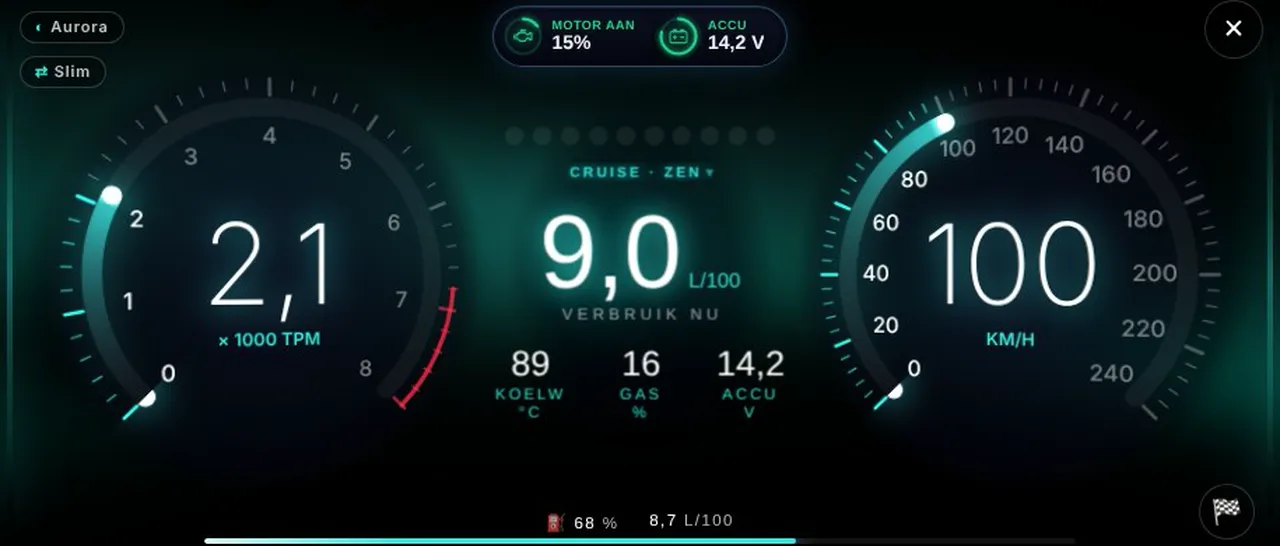 Aurora
Slim
MOTOR AAN
15%
ACCU
14,2 V
0
1
2
3
4
5
6
7
8
2,1
× 1000 TPM
CRUISE · ZEN
9,0 L/100
VERBRUIK NU
89
KOELW
°C
16
GAS
%
14,2
ACCU
V
0
20
40
60
80
100
120
140
160
180
200
220
240
100
KM/H
68 %
8,7 L/100